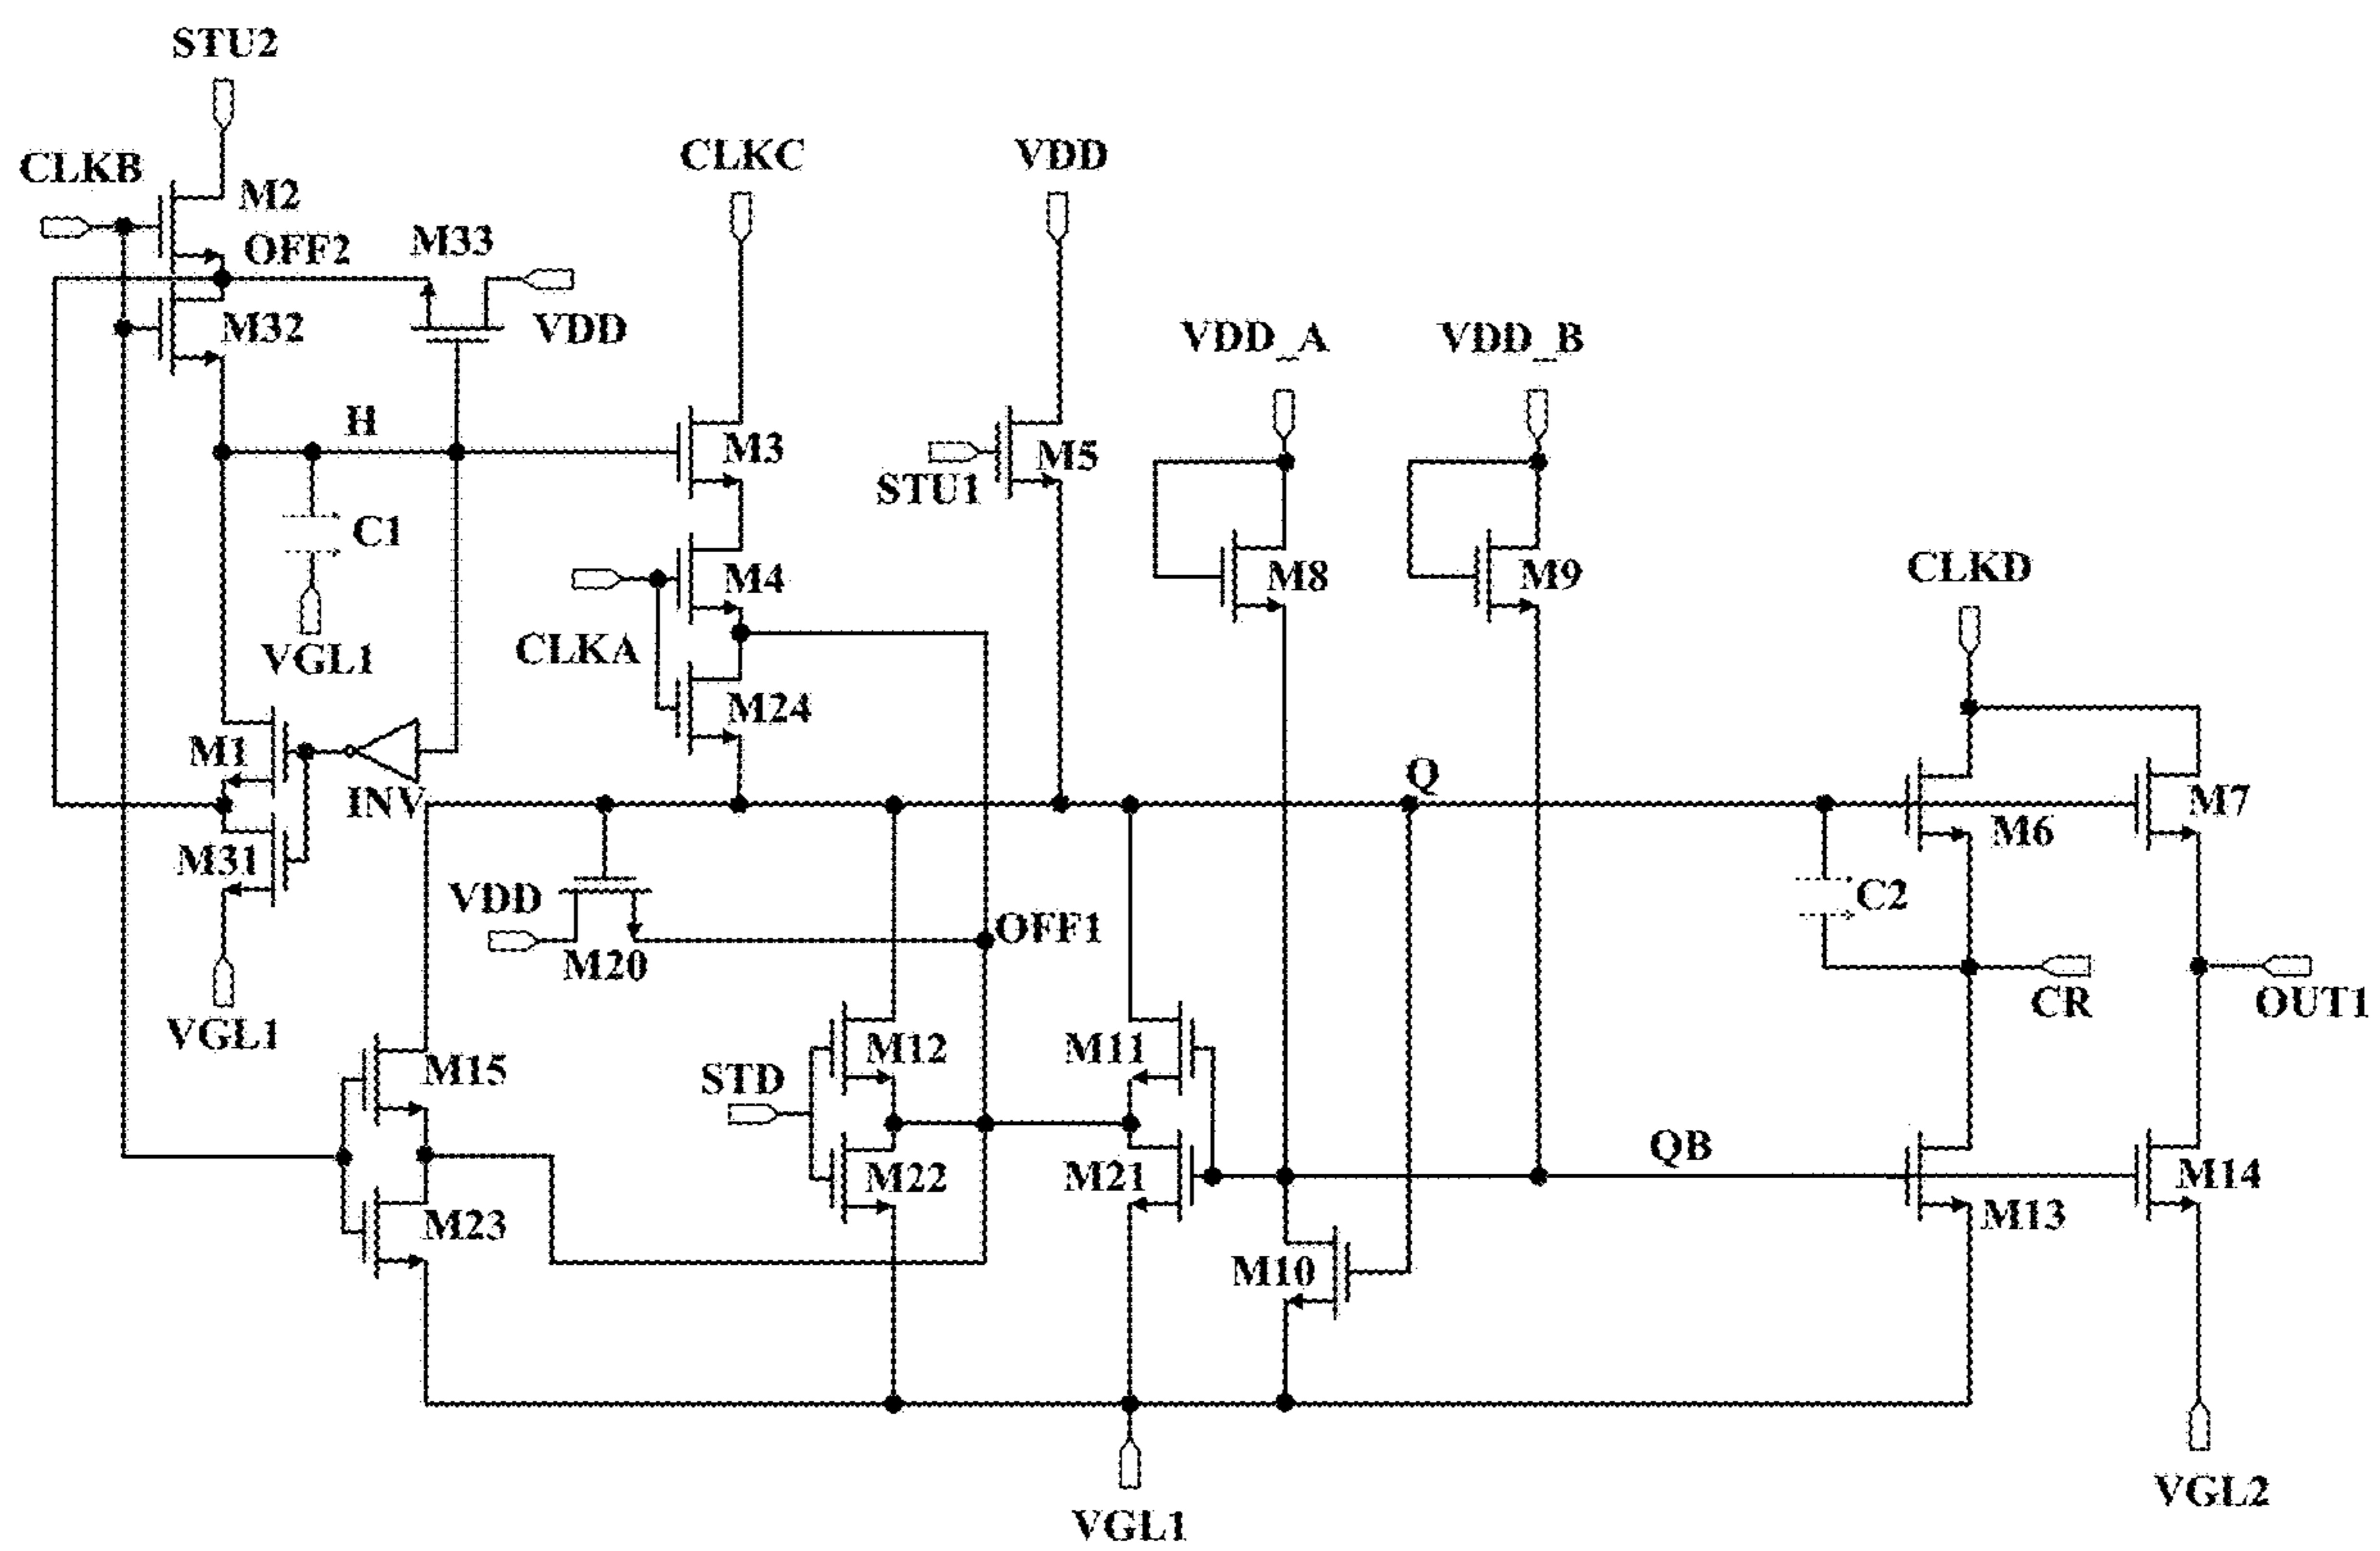 STU2
CLKB
M2
OFF2
M33
CLKC
VDD
M32
VDD
VDD_A
VDD_B
H
M3
M5
STU1
C1
M4
M8
M9
CLKD
CLKA
VGL1
M24
M1
INV
Q
M6
M7
M31
VDD
M20
OFF1
C2
CR
OUT1
VGL1
M15
STD
M12
M11
M23
M22
M21
QB
M13
M14
M10
VGL1
VGL2